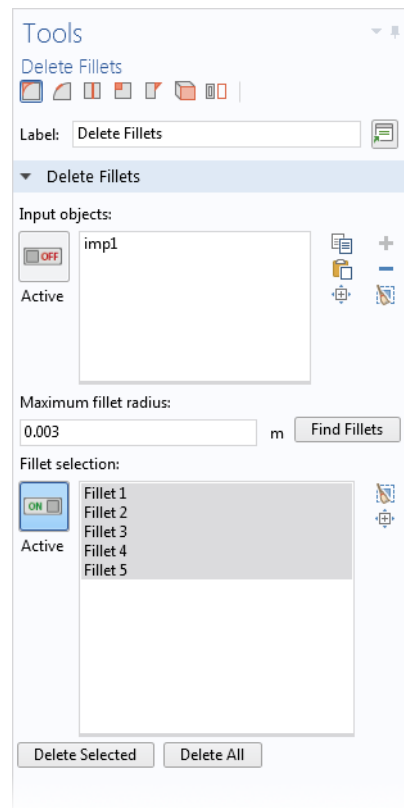 Tools
Delete Fillets
Label: Delete Fillets
Delete Fillets
Input objects:
OFF
imp1
Active
Maximum fillet radius:
0.003 m Find Fillets
Fillet selection:
ON
Fillet 1
Fillet 2
Fillet 3
Fillet 4
Fillet 5
Active
Delete Selected Delete All